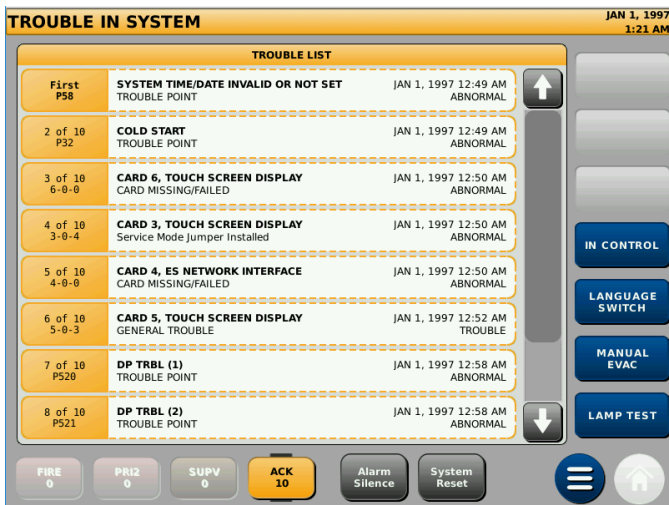 TROUBLE IN SYSTEM
JAN 1, 1997
1:21 AM
TROUBLE LIST
First
P58
SYSTEM TIME/DATE INVALID OR NOT SET
TROUBLE POINT
JAN 1, 1997 12:49 AM
ABNORMAL
2 of 10
P32
COLD START
TROUBLE POINT
JAN 1, 1997 12:49 AM
ABNORMAL
3 of 10
6-0-0
CARD 6, TOUCH SCREEN DISPLAY
CARD MISSING/FAILED
JAN 1, 1997 12:50 AM
ABNORMAL
4 of 10
3-0-4
CARD 3, TOUCH SCREEN DISPLAY
Service Mode Jumper Installed
JAN 1, 1997 12:50 AM
ABNORMAL
5 of 10
4-0-0
CARD 4, ES NETWORK INTERFACE
CARD MISSING/FAILED
JAN 1, 1997 12:50 AM
ABNORMAL
6 of 10
5-0-3
CARD 5, TOUCH SCREEN DISPLAY
GENERAL TROUBLE
JAN 1, 1997 12:52 AM
TROUBLE
7 of 10
P520
DP TRBL (1)
TROUBLE POINT
JAN 1, 1997 12:58 AM
ABNORMAL
8 of 10
P521
DP TRBL (2)
TROUBLE POINT
JAN 1, 1997 12:58 AM
ABNORMAL
IN CONTROL
LANGUAGE
SWITCH
MANUAL
EVAC
LAMP TEST
FIRE
0
PRI2
0
SUPV
0
ACK
10
Alarm
Silence
System
Reset